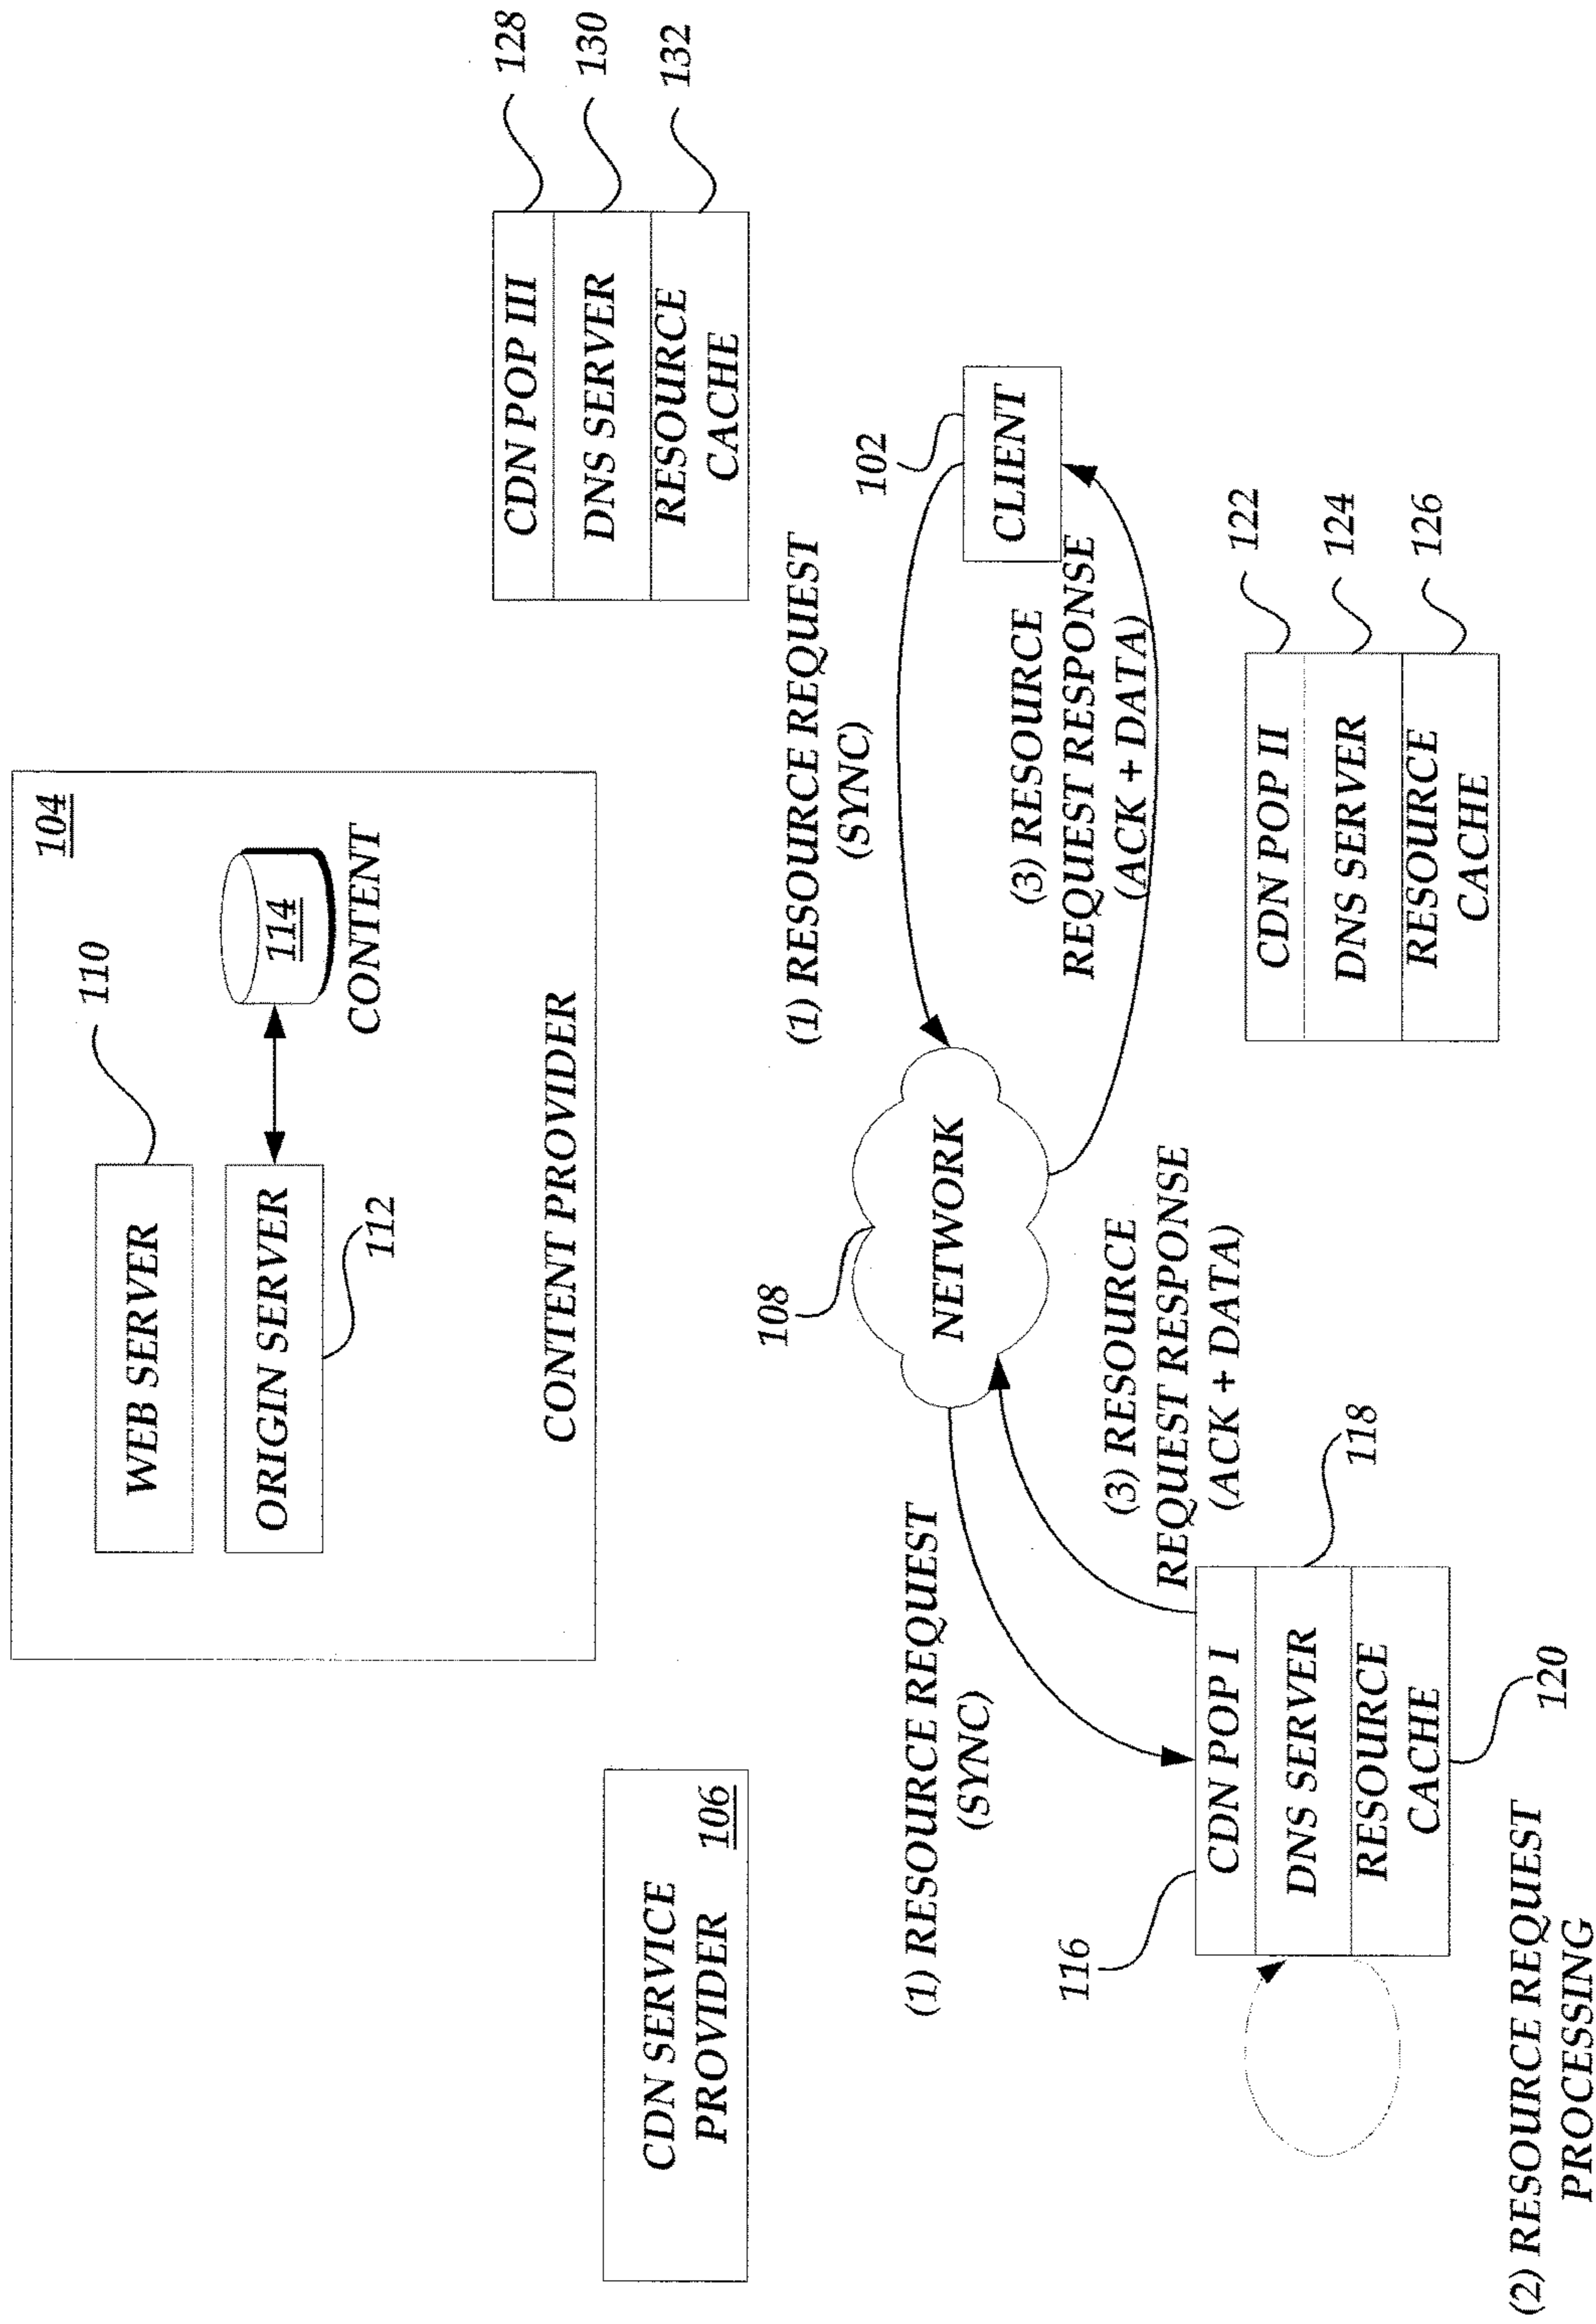 104
WEB SERVER
110
ORIGIN SERVER
112
114
CONTENT
CONTENT PROVIDER
CDN SERVICE
PROVIDER
106
CDN POP III
DNS SERVER
RESOURCE
CACHE
128
130
132
(1) RESOURCE REQUEST
(SYNC)
102
CLIENT
(3) RESOURCE
REQUEST RESPONSE
(ACK + DATA)
108
NETWORK
(1) RESOURCE REQUEST
(SYNC)
(3) RESOURCE
REQUEST RESPONSE
(ACK + DATA)
116
CDN POP I
DNS SERVER
RESOURCE
CACHE
118
120
(2) RESOURCE REQUEST
PROCESSING
CDN POP II
DNS SERVER
RESOURCE
CACHE
122
124
126